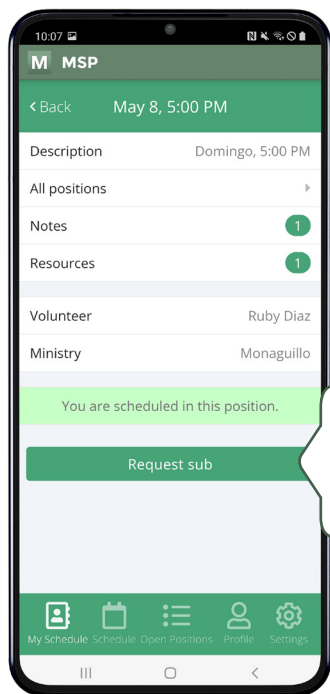 10:07
M MSP
Back May 8, 5:00 PM
Description Domingo, 5:00 PM
All positions
Notes 1
Resources 1
Volunteer Ruby Diaz
Ministry Monaguillo
You are scheduled in this position.
Request sub
My Schedule Schedule Open Positions Profile Settings